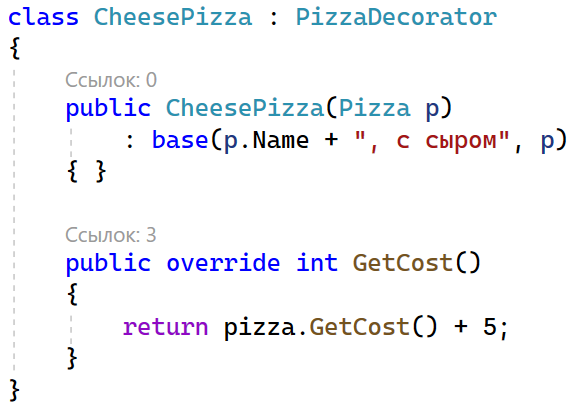 class CheesePizza : PizzaDecorator
{
Ссылок: 0
public CheesePizza(Pizza p)
: base(p.Name + ", с сыром", p)
{ }
Ссылок: 3
public override int GetCost()
{
return pizza.GetCost() + 5;
}
}